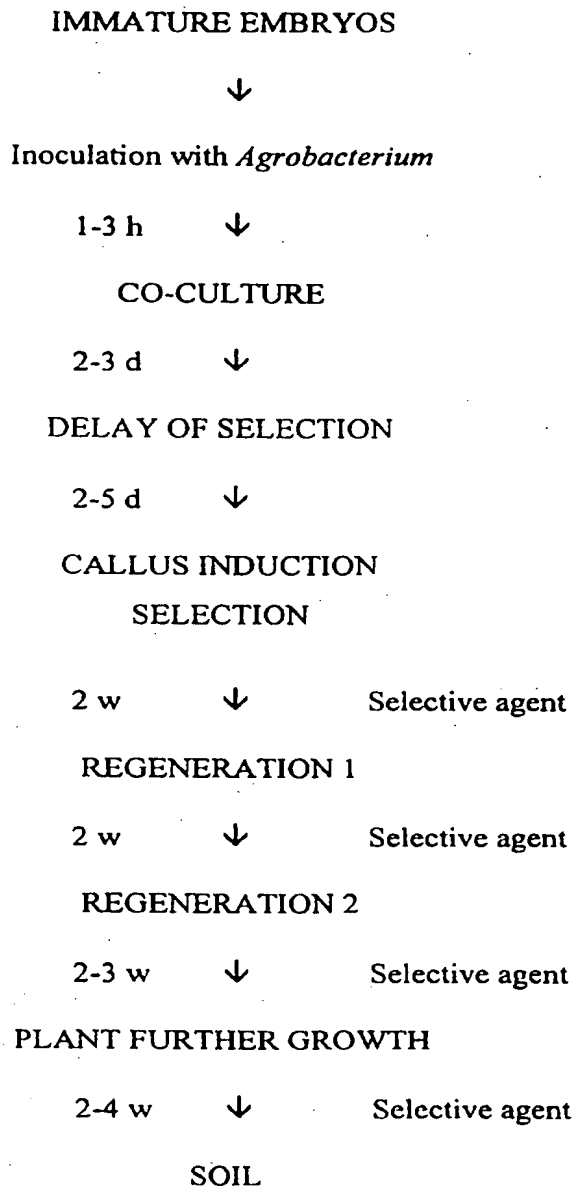 IMMATURE EMBRYOS
↓
Inoculation with Agrobacterium
1-3 h ↓
CO-CULTURE
2-3 d ↓
DELAY OF SELECTION
2-5 d ↓
CALLUS INDUCTION
SELECTION
2 w ↓ Selective agent
REGENERATION 1
2 w ↓ Selective agent
REGENERATION 2
2-3 w ↓ Selective agent
PLANT FURTHER GROWTH
2-4 w ↓ Selective agent
SOIL